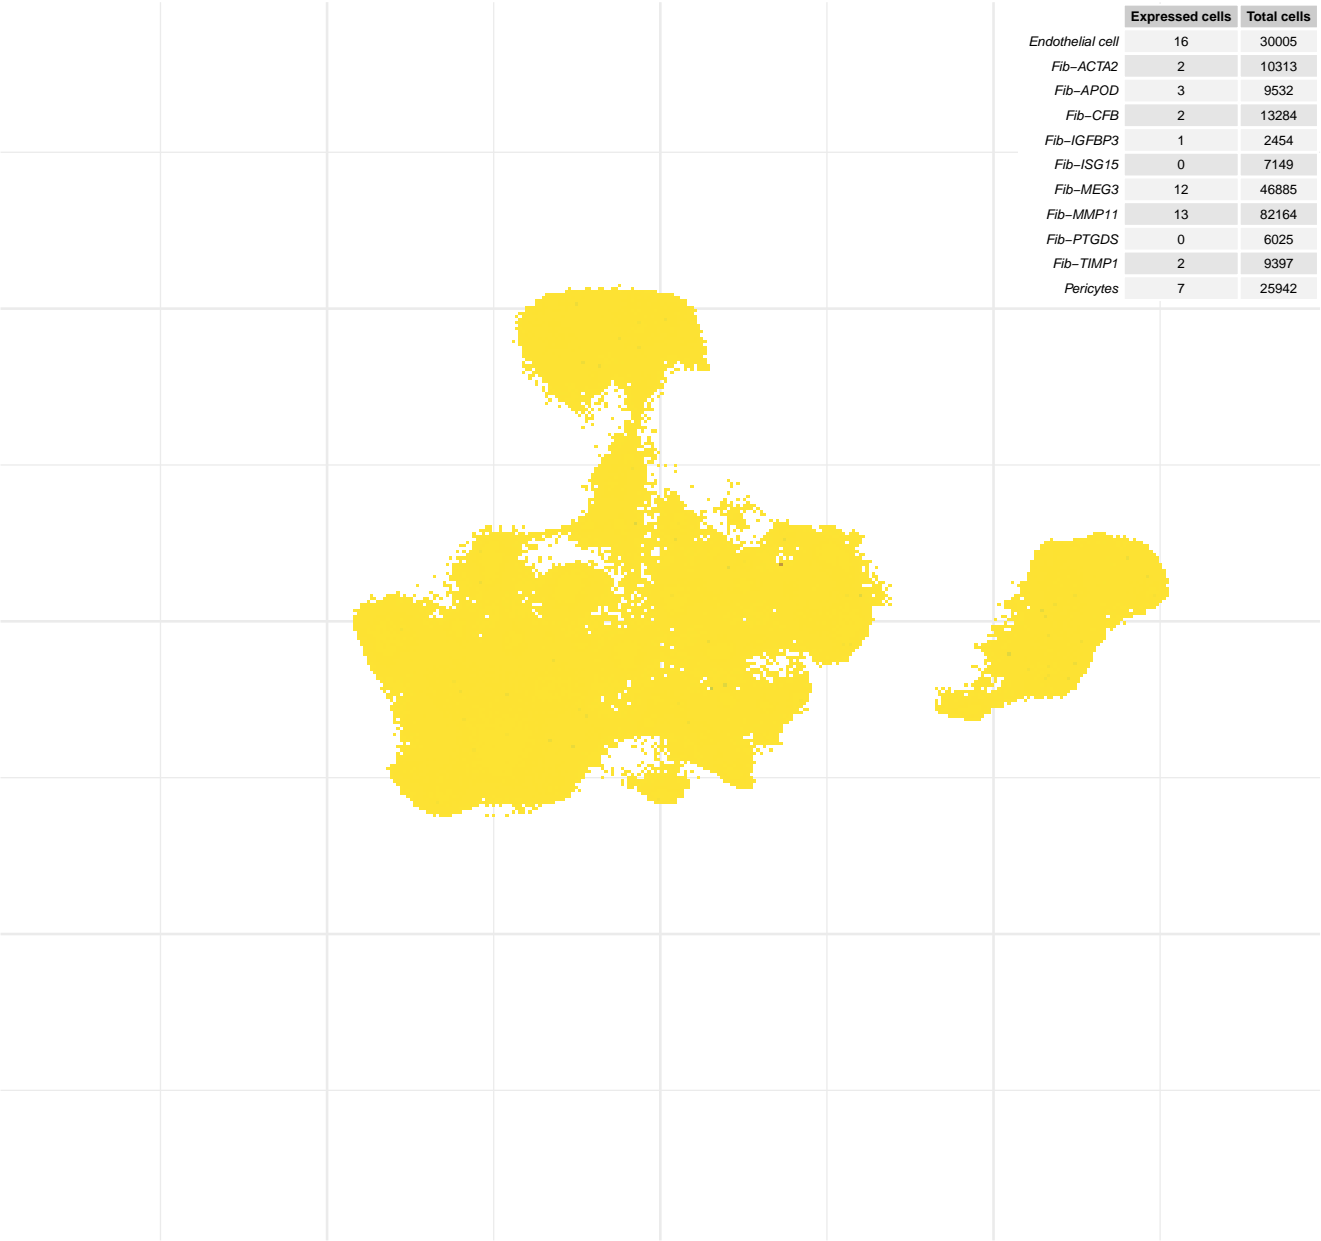 Expressed cells Total cells
Endothelial cell 16 30005
Fib−ACTA2 2 10313
Fib−APOD 3 9532
Fib−CFB 2 13284
Fib−IGFBP3 1 2454
Fib−ISG15 0 7149
Fib−MEG3 12 46885
Fib−MMP11 13 82164
Fib−PTGDS 0 6025
Fib−TIMP1 2 9397
Pericytes 7 25942